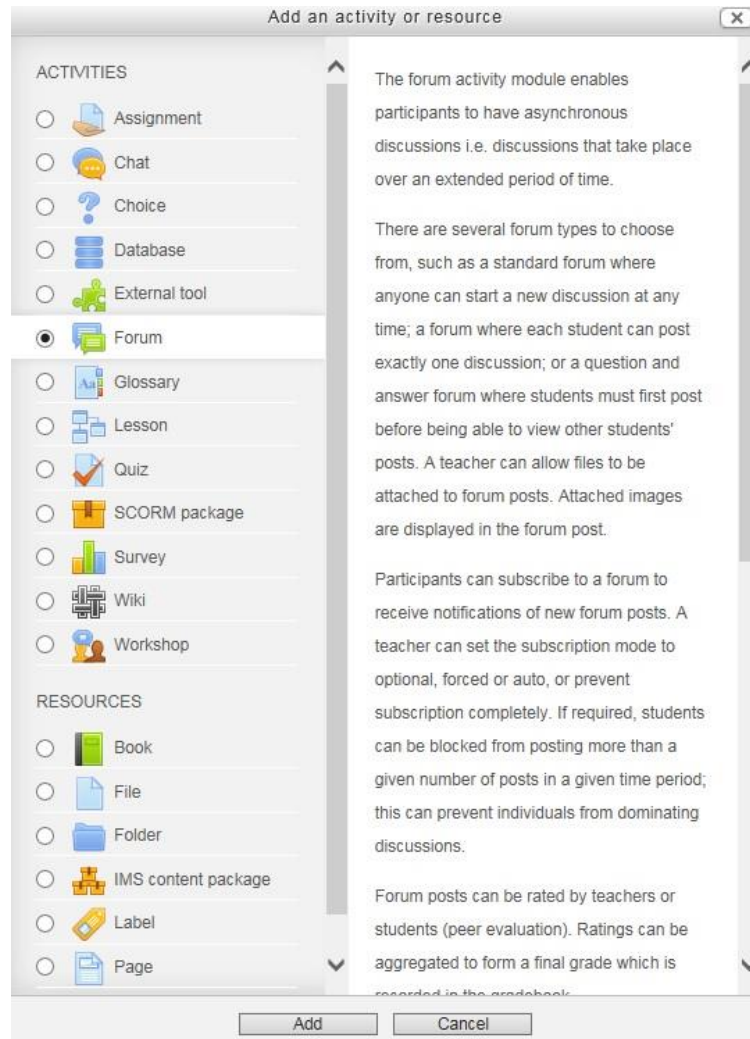 Add an activity or resource
ACTIVITIES
Assignment
Chat
Choice
Database
External tool
Forum
Glossary
Lesson
Quiz
SCORM package
Survey
Wiki
Workshop
RESOURCES
Book
File
Folder
IMS content package
Label
Page
The forum activity module enables
participants to have asynchronous
discussions i.e. discussions that take place
over an extended period of time.
There are several forum types to choose
from, such as a standard forum where
anyone can start a new discussion at any
time; a forum where each student can post
exactly one discussion; or a question and
answer forum where students must first post
before being able to view other students'
posts. A teacher can allow files to be
attached to forum posts. Attached images
are displayed in the forum post.
Participants can subscribe to a forum to
receive notifications of new forum posts. A
teacher can set the subscription mode to
optional, forced or auto, or prevent
subscription completely. If required, students
can be blocked from posting more than a
given number of posts in a given time period;
this can prevent individuals from dominating
discussions.
Forum posts can be rated by teachers or
students (peer evaluation). Ratings can be
aggregated to form a final grade which is
recorded in the gradebook.
Add
Cancel